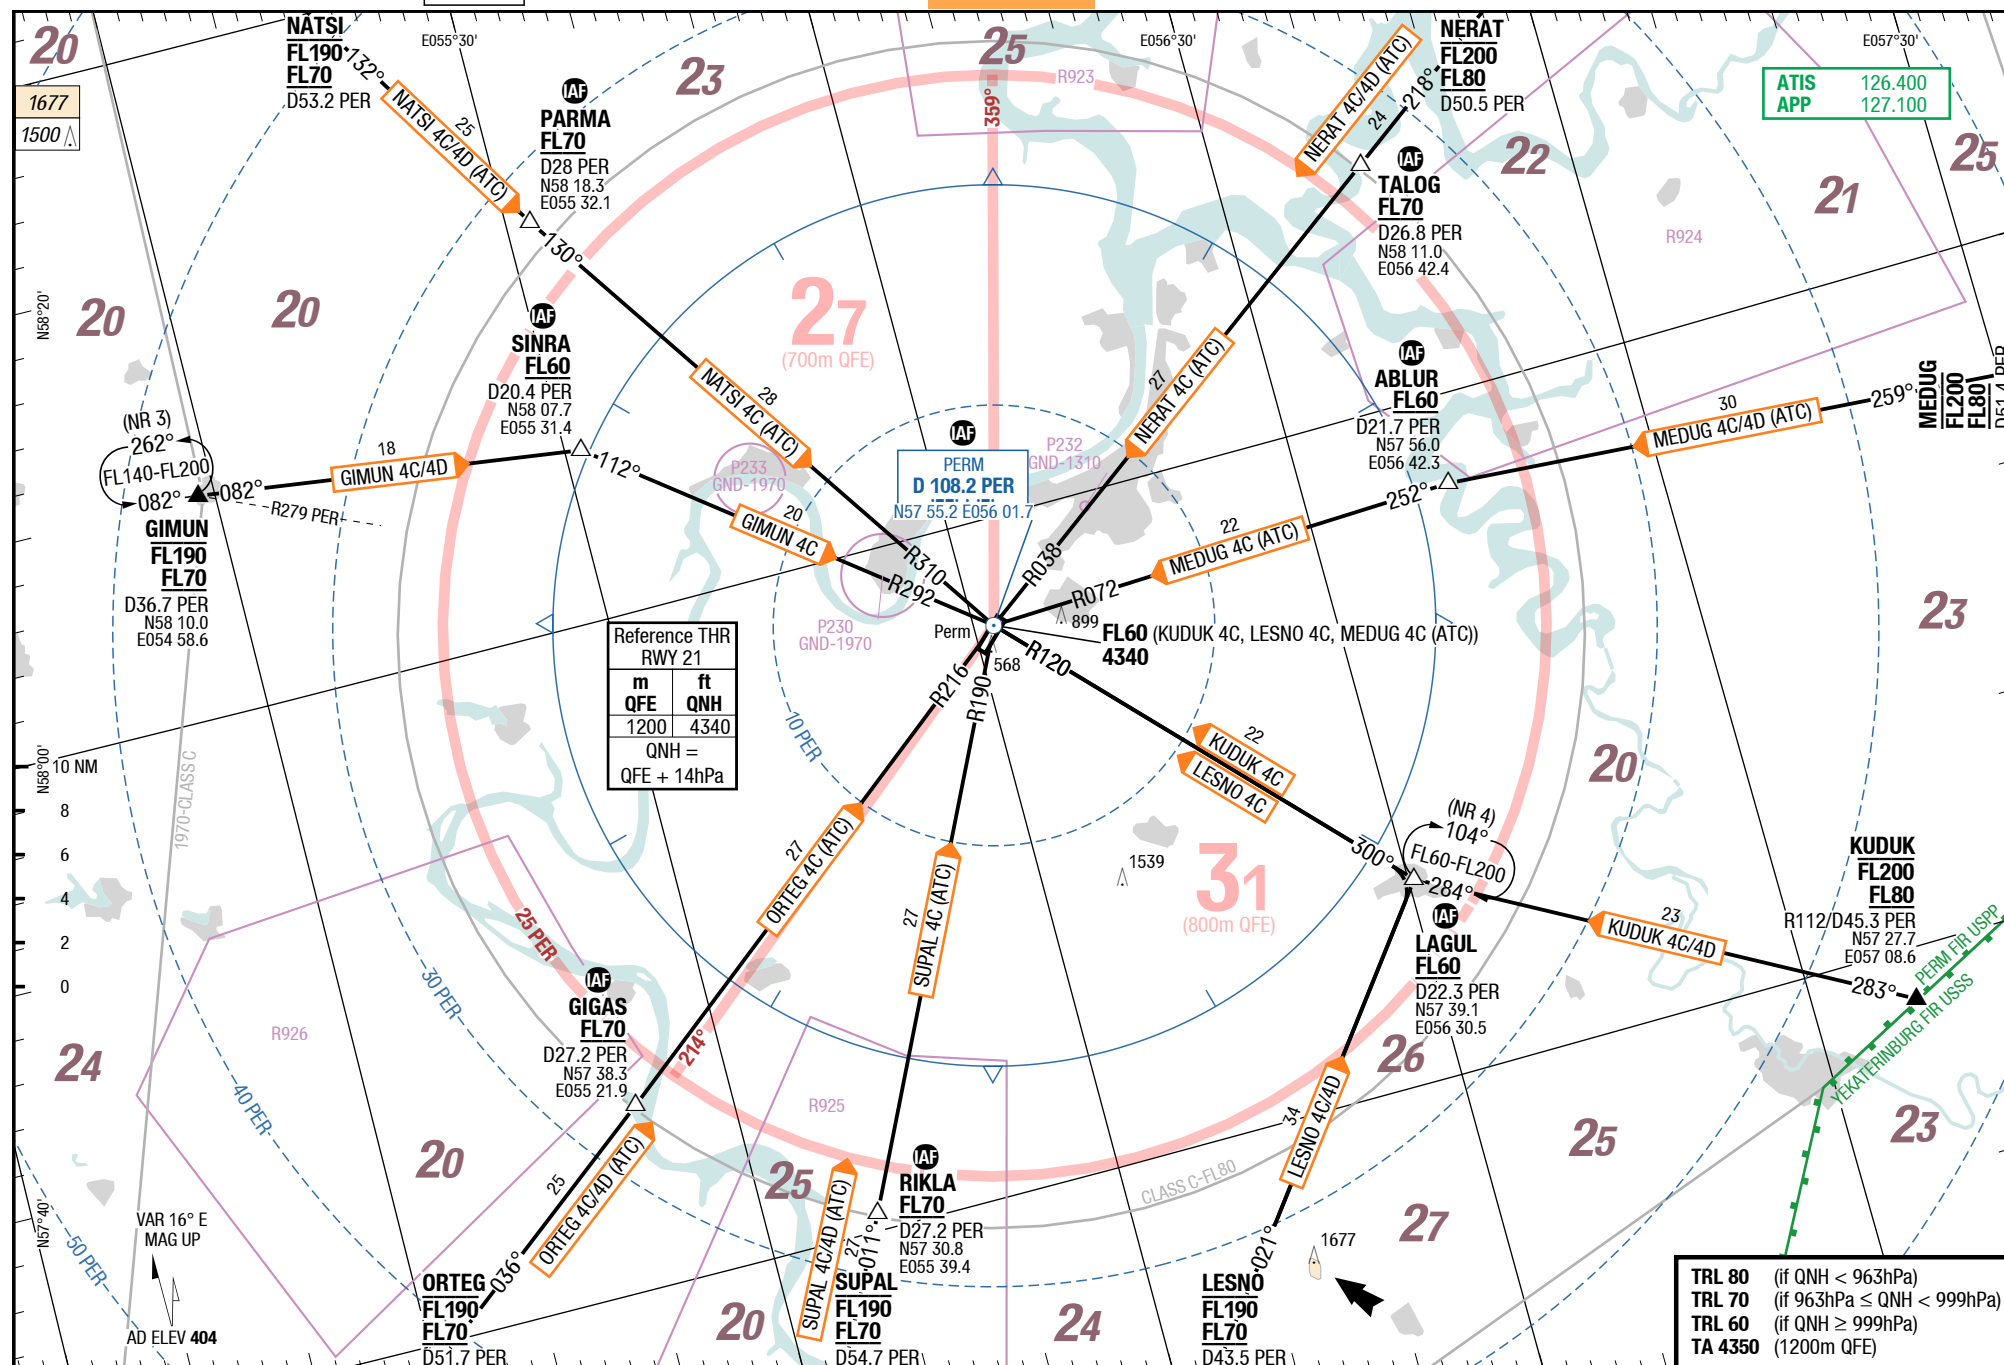 NATSI
FL190
FL70
D53.2 PER
132°
NATSI 4C/4D (ATC)
25
E055°30'
E056°30'
E057°30'
NERAT
FL200
FL80
D50.5 PER
218°
24
NERAT 4C/4D (ATC)
ATIS 126.400
APP 127.100
20
23
25
22
21
25
1677
1500
IAF
PARMA
FL70
D28 PER
N58 18.3
E055 32.1
130°
359°
R923
IAF
TALOG
FL70
D26.8 PER
N58 11.0
E056 42.4
R924
N58°20'
20
20
27
(700m QFE)
IAF
SINRA
FL60
D20.4 PER
N58 07.7
E055 31.4
112°
28
NATSI 4C (ATC)
27
NERAT 4C (ATC)
IAF
ABLUR
FL60
D21.7 PER
N57 56.0
E056 42.3
252°
30
MEDUG 4C/4D (ATC)
259°
MEDUG
FL200
FL80
D51.4 PER
(NR 3)
262°
FL140-FL200
082°
082°
18
GIMUN 4C/4D
R279 PER
GIMUN
FL190
FL70
D36.7 PER
N58 10.0
E054 58.6
P233
GND-1970
20
GIMUN 4C
IAF
PERM
D 108.2 PER
N57 55.2 E056 01.7
P232
GND-1310
22
MEDUG 4C (ATC)
R310
R292
R038
R072
899
P230
GND-1970
Perm
568
FL60 (KUDUK 4C, LESNO 4C, MEDUG 4C (ATC))
4340
R120
R216
R190
Reference THR
RWY 21
m ft
QFE QNH
1200 4340
QNH =
QFE + 14hPa
10 PER
23
20
N58°00'
10 NM
8
6
4
2
0
1970-CLASS C
22
KUDUK 4C
LESNO 4C
300°
(NR 4)
104°
FL60-FL200
284°
IAF
LAGUL
FL60
D22.3 PER
N57 39.1
E056 30.5
23
KUDUK 4C/4D
283°
KUDUK
FL200
FL80
R112/D45.3 PER
N57 27.7
E057 08.6
PERM FIR USPP
YEKATERINBURG FIR USSS
1539
31
(800m QFE)
27
ORTEG 4C (ATC)
27
SUPAL 4C (ATC)
25 PER
30 PER
40 PER
50 PER
R926
24
20
IAF
GIGAS
FL70
D27.2 PER
N57 38.3
E055 21.9
214°
R925
25
26
25
23
27
24
20
34
LESNO 4C/4D
021°
CLASS C-FL80
IAF
RIKLA
FL70
D27.2 PER
N57 30.8
E055 39.4
011°
27
SUPAL 4C/4D (ATC)
25
ORTEG 4C/4D (ATC)
036°
N57°40'
VAR 16° E
MAG UP
AD ELEV 404
ORTEG
FL190
FL70
D51.7 PER
SUPAL
FL190
FL70
D54.7 PER
LESNO
FL190
FL70
D43.5 PER
1677
TRL 80 (if QNH < 963hPa)
TRL 70 (if 963hPa ≤ QNH < 999hPa)
TRL 60 (if QNH ≥ 999hPa)
TA 4350 (1200m QFE)